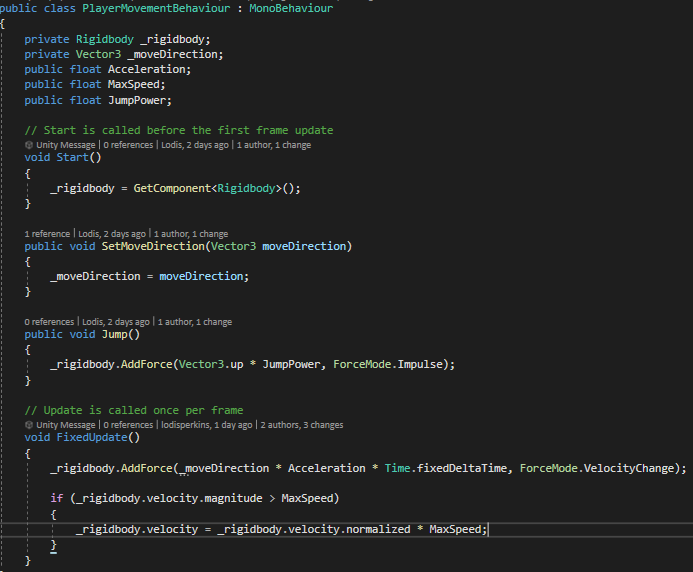 public class PlayerMovementBehaviour : MonoBehaviour
{
private Rigidbody _rigidbody;
private Vector3 _moveDirection;
public float Acceleration;
public float MaxSpeed;
public float JumpPower;
// Start is called before the first frame update
Unity Message | 0 references | Lodis, 2 days ago | 1 author, 1 change
void Start()
{
_rigidbody = GetComponent<Rigidbody>();
}
1 reference | Lodis, 2 days ago | 1 author, 1 change
public void SetMoveDirection(Vector3 moveDirection)
{
_moveDirection = moveDirection;
}
0 references | Lodis, 2 days ago | 1 author, 1 change
public void Jump()
{
_rigidbody.AddForce(Vector3.up * JumpPower, ForceMode.Impulse);
}
// Update is called once per frame
Unity Message | 0 references | lodisperkins, 1 day ago | 2 authors, 3 changes
void FixedUpdate()
{
_rigidbody.AddForce(_moveDirection * Acceleration * Time.fixedDeltaTime, ForceMode.VelocityChange);
if (_rigidbody.velocity.magnitude > MaxSpeed)
{
_rigidbody.velocity = _rigidbody.velocity.normalized * MaxSpeed;
}
}